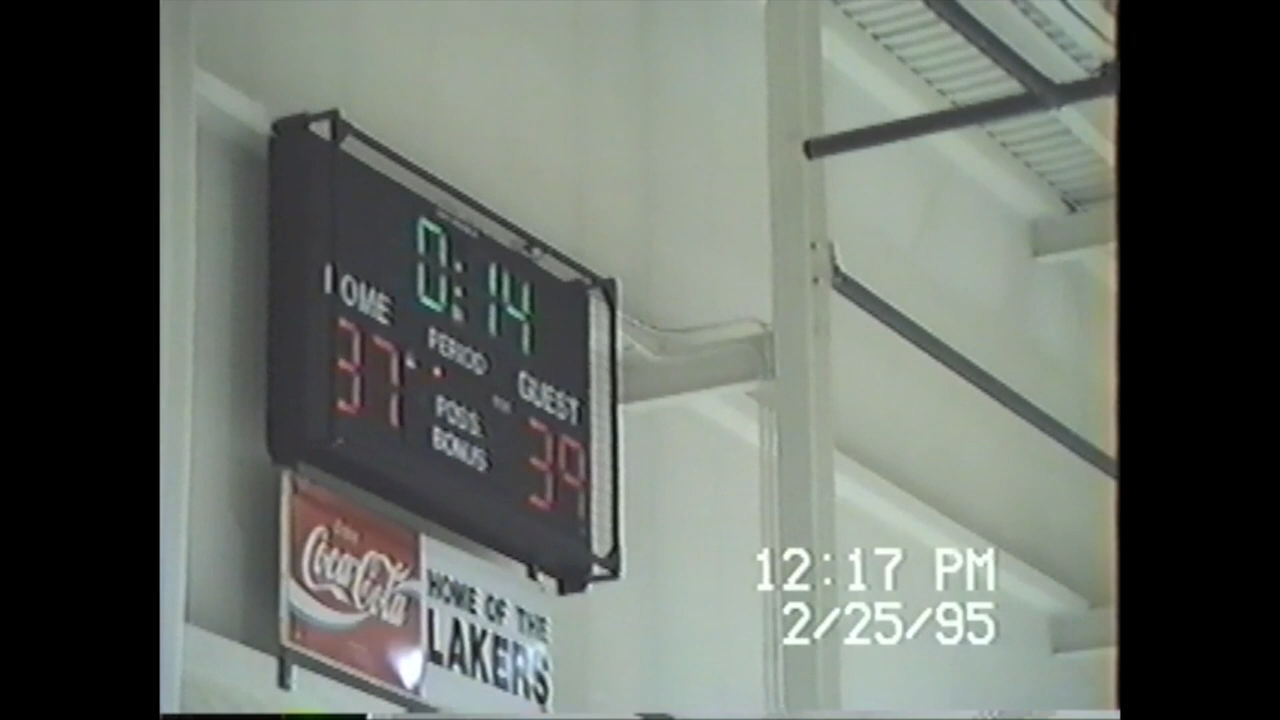 0:14
HOME
37
PERIOD
GUEST
39
POSS.
BONUS
Coca-Cola
HOME OF THE
LAKERS
12:17 PM
2/25/95